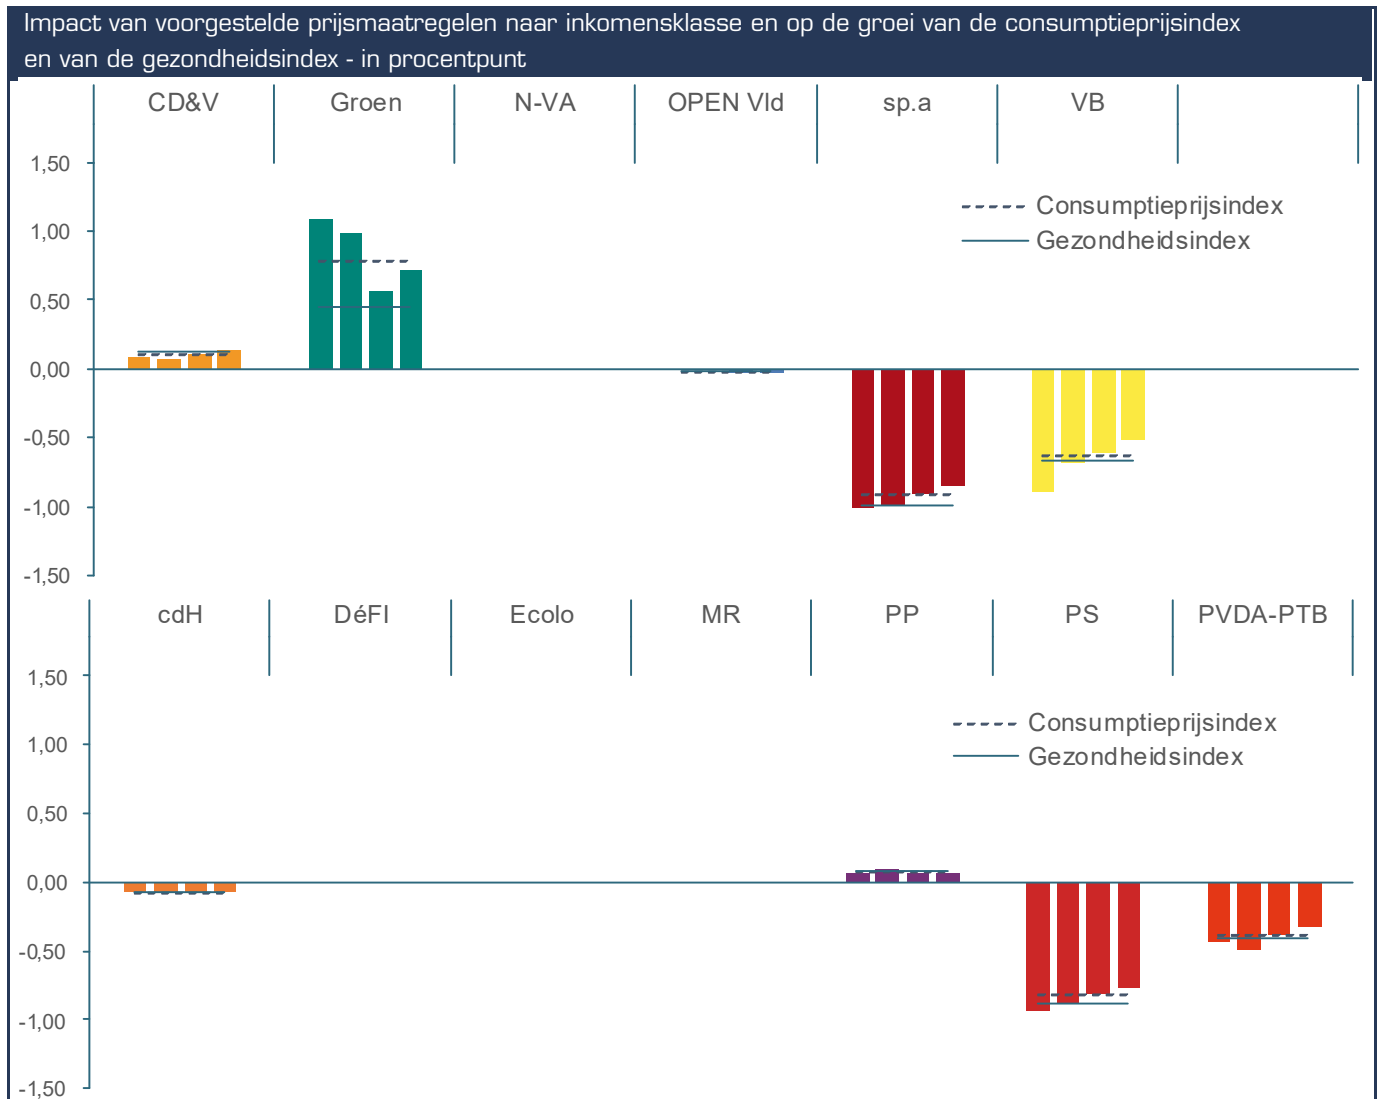 Impact van voorgestelde prijsmaatregelen naar inkomensklasse en op de groei van de consumptieprijsindex
en van de gezondheidsindex - in procentpunt
CD&V Groen N-VA OPEN Vld sp.a VB
1,50
1,00
0,50
0,00
-0,50
-1,00
-1,50
Consumptieprijsindex
Gezondheidsindex
cdH DéFI Ecolo MR PP PS PVDA-PTB
1,50
1,00
0,50
0,00
-0,50
-1,00
-1,50
Consumptieprijsindex
Gezondheidsindex